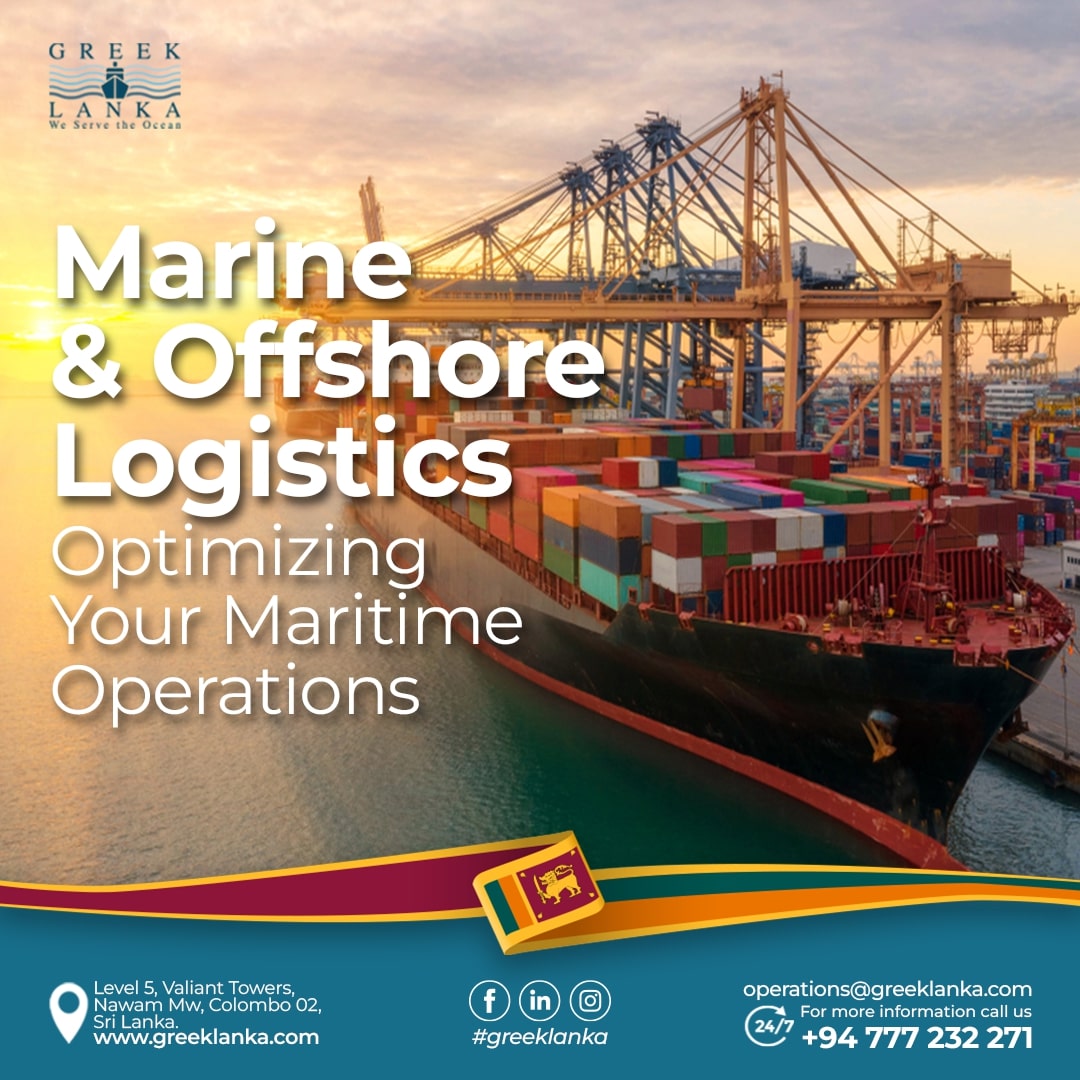 GREEK
LANKA
We Serve the Ocean
Marine
& Offshore
Logistics
Optimizing
Your Maritime
Operations
Level 5, Valiant Towers,
Nawam Mw, Colombo 02,
Sri Lanka.
www.greeklanka.com
#greeklanka
operations@greeklanka.com
24/7
For more information call us
+94 777 232 271